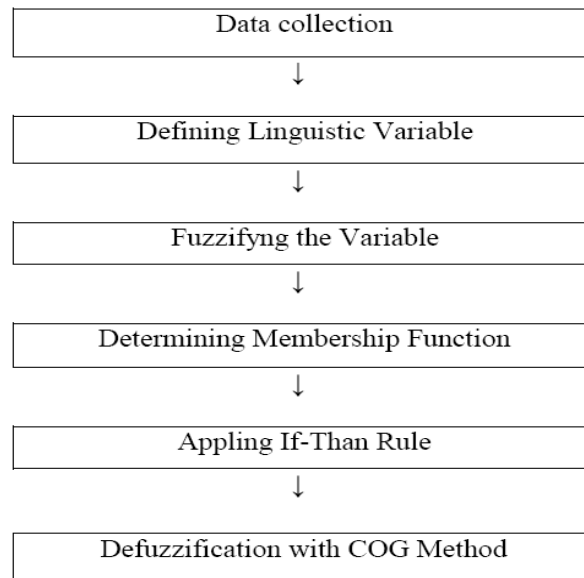 Data collection
↓
Defining Linguistic Variable
↓
Fuzzifyng the Variable
↓
Determining Membership Function
↓
Appling If-Than Rule
↓
Defuzzification with COG Method